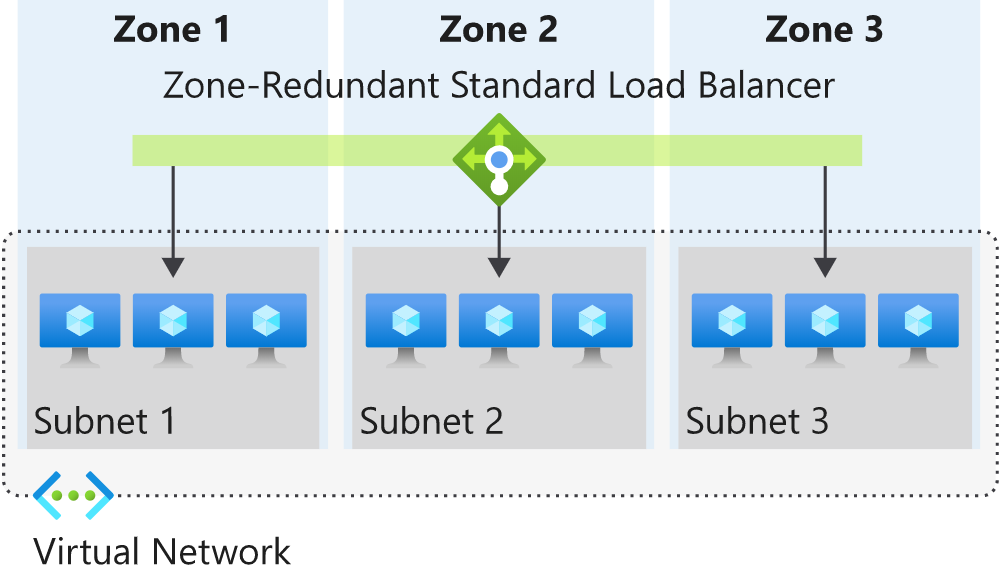 Zone 1
Zone 2
Zone 3
Zone-Redundant Standard Load Balancer
Subnet 1
Subnet 2
Subnet 3
Virtual Network